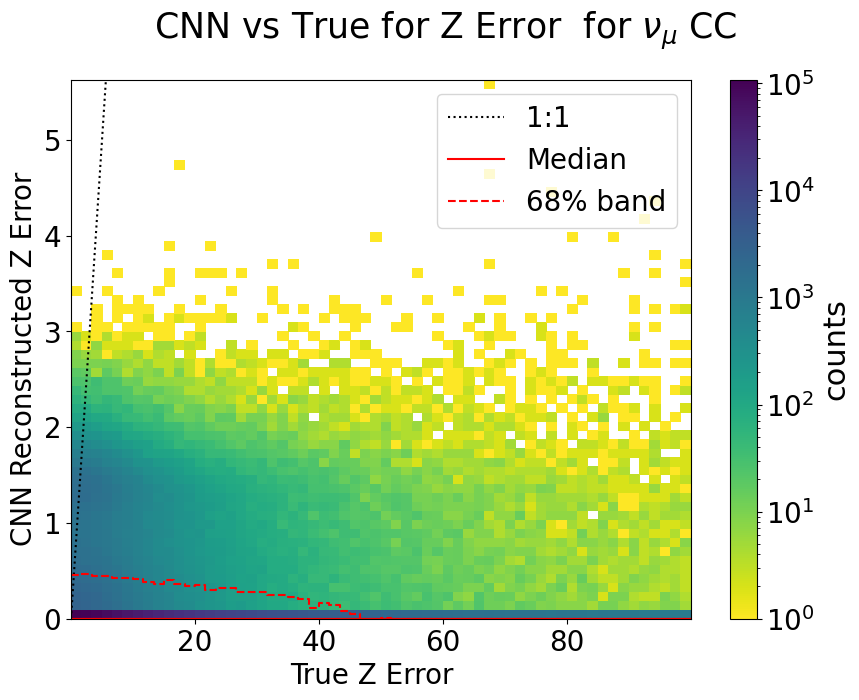 CNN vs True for Z Error  for $\nu_{\mu}$ CC
CNN Reconstructed Z Error
5
4
3
2
1
0
20
40
60
80
True Z Error
1:1
Median
68% band
10^5
10^4
10^3
10^2
10^1
10^0
counts